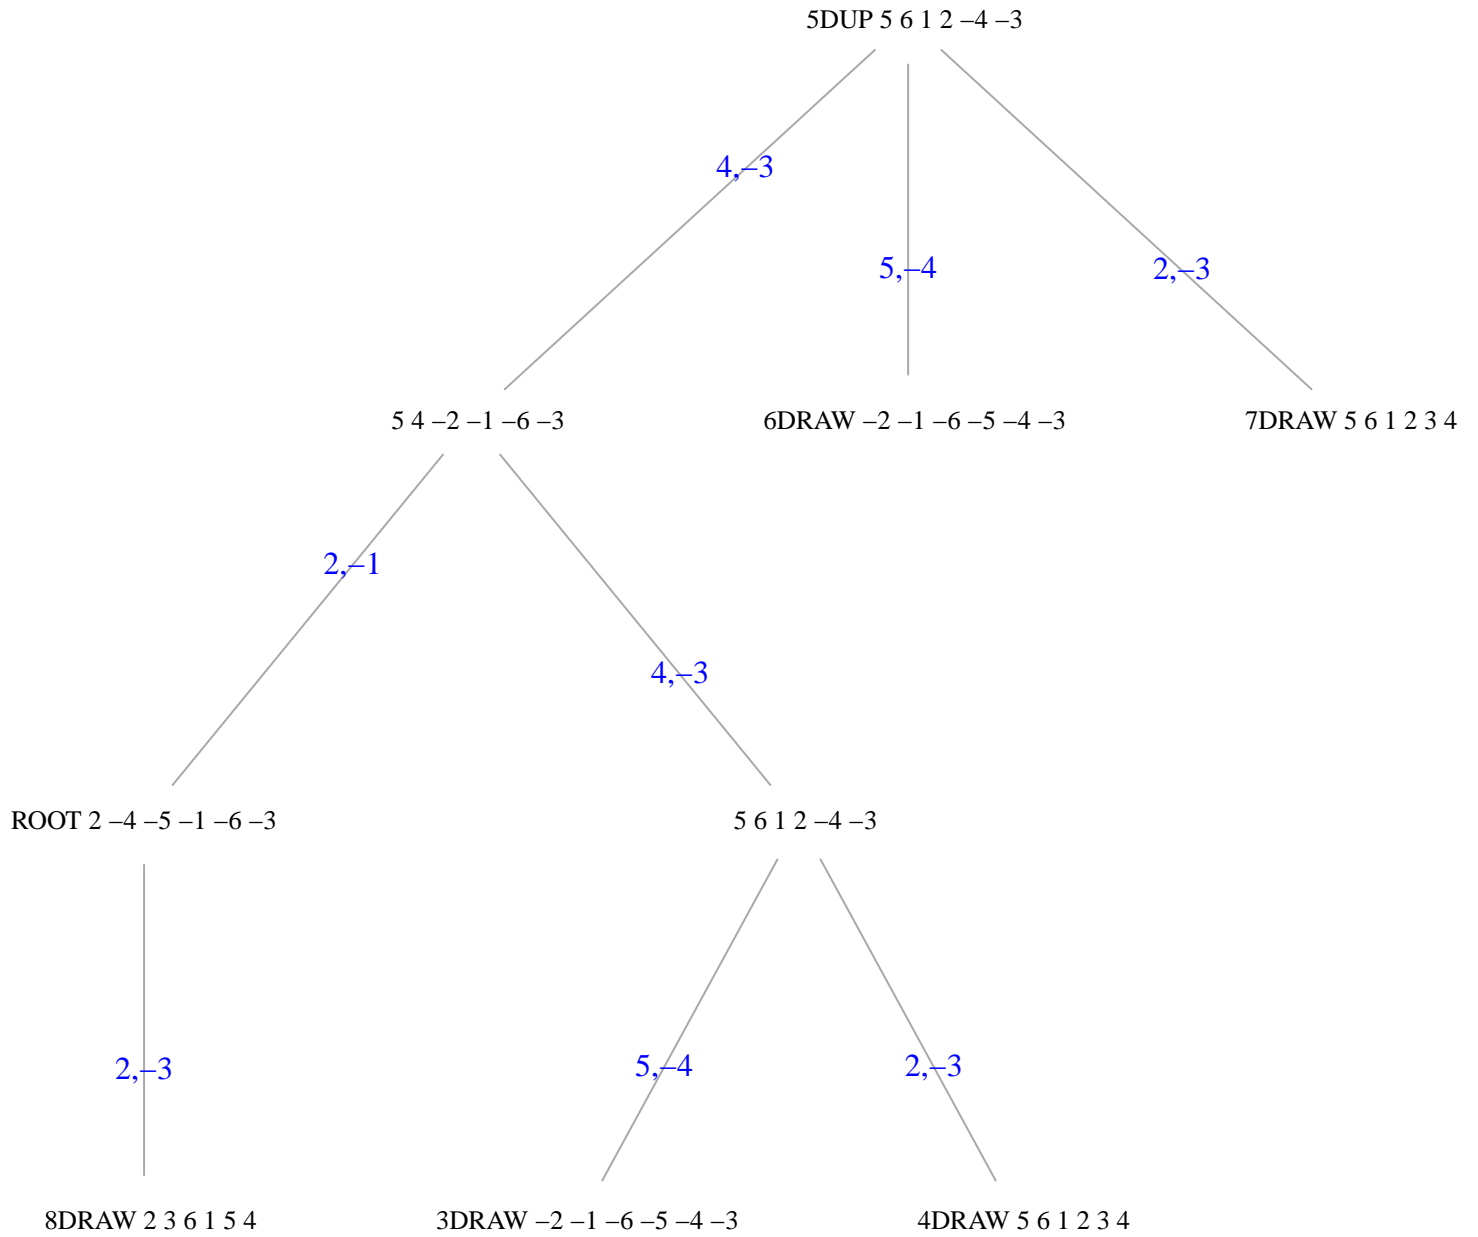 5DUP 5 6 1 2 –4 –3
4,–3
5,–4
2,–3
5 4 –2 –1 –6 –3
6DRAW –2 –1 –6 –5 –4 –3
7DRAW 5 6 1 2 3 4
2,–1
4,–3
ROOT 2 –4 –5 –1 –6 –3
5 6 1 2 –4 –3
2,–3
5,–4
2,–3
8DRAW 2 3 6 1 5 4
3DRAW –2 –1 –6 –5 –4 –3
4DRAW 5 6 1 2 3 4